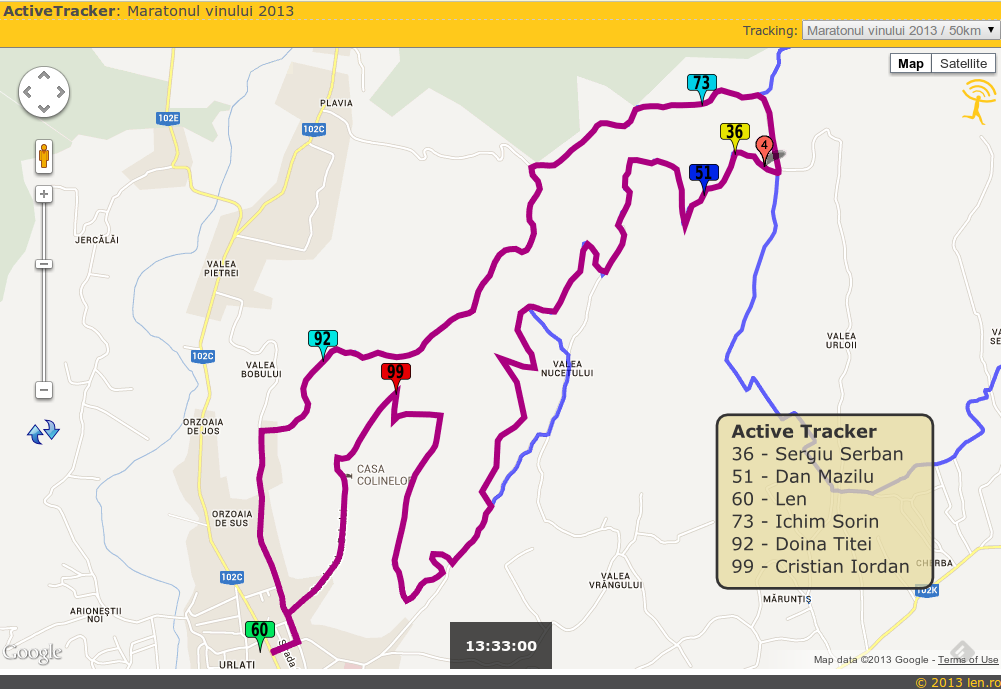 ActiveTracker: Maratonul vinului 2013
Tracking: Maratonul vinului 2013 / 50km
Map Satellite
73
PLAVIA
102E
102C
36
4
51
JERCĂLĂI
VALEA
PIETREI
92
VALEA
URLOII
102C
VALEA
BOBULUI
99
VALEA
NUCETULUI
ORZOAIA
DE JOS
Active Tracker
36 - Sergiu Serban
51 - Dan Mazilu
60 - Len
73 - Ichim Sorin
92 - Doina Titei
99 - Cristian Iordan
CASA
COLINELOR
ORZOAIA
DE SUS
102C
VALEA
VRÂNGULUI
CHERBA
102K
MĂRUNȚIȘ
ARIONEȘTII
NOI
60
Strada
13:33:00
Google
URLATI
Map data ©2013 Google - Terms of Use
© 2013 len.ro